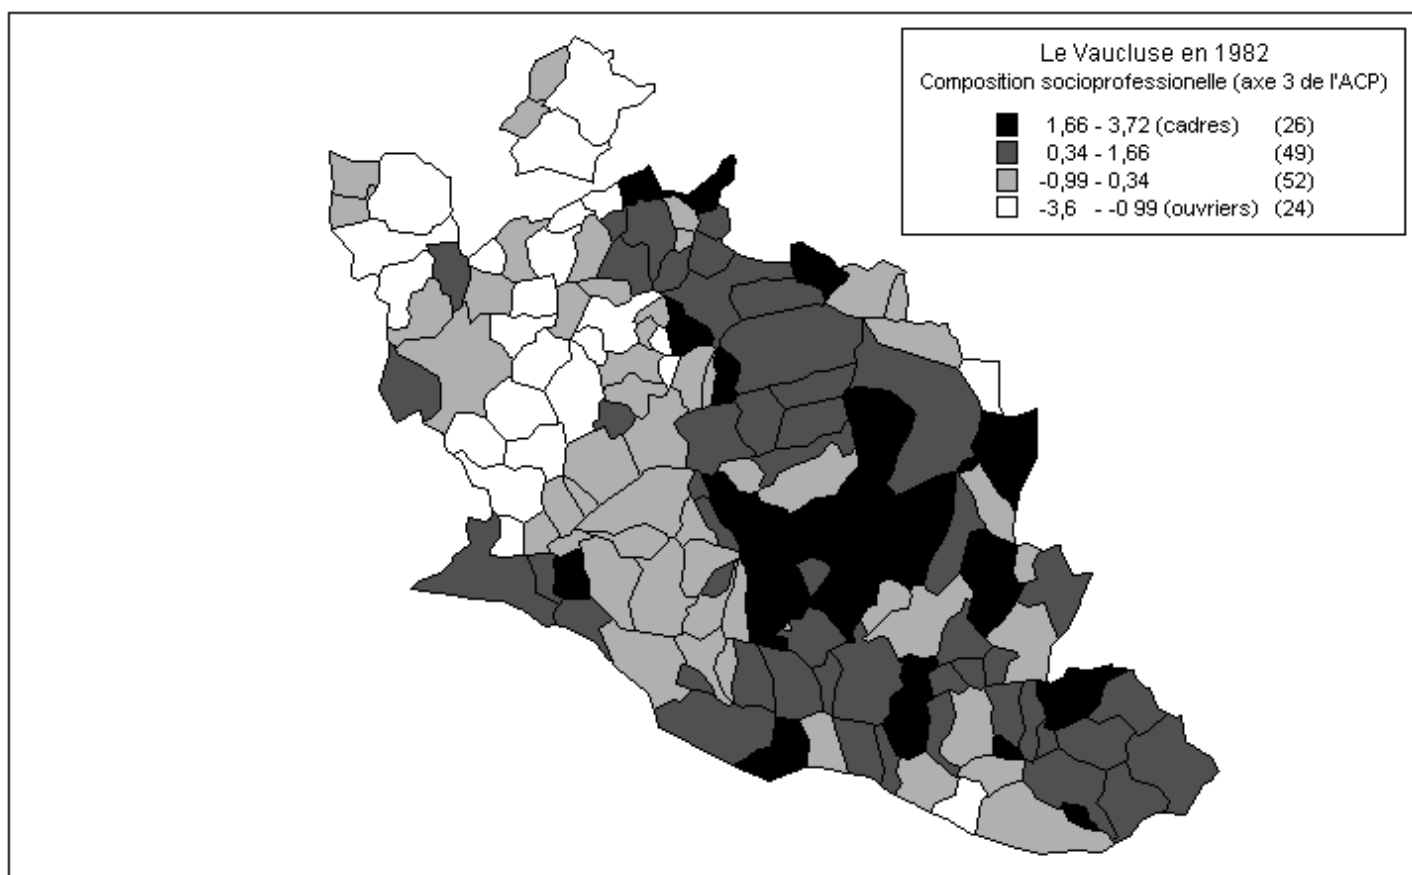 Le Vaucluse en 1982
Composition socioprofessionelle (axe 3 de l'ACP)
1,66 - 3,72 (cadres) (26)
0,34 - 1,66 (49)
-0,99 - 0,34 (52)
-3,6 - -0 99 (ouvriers) (24)